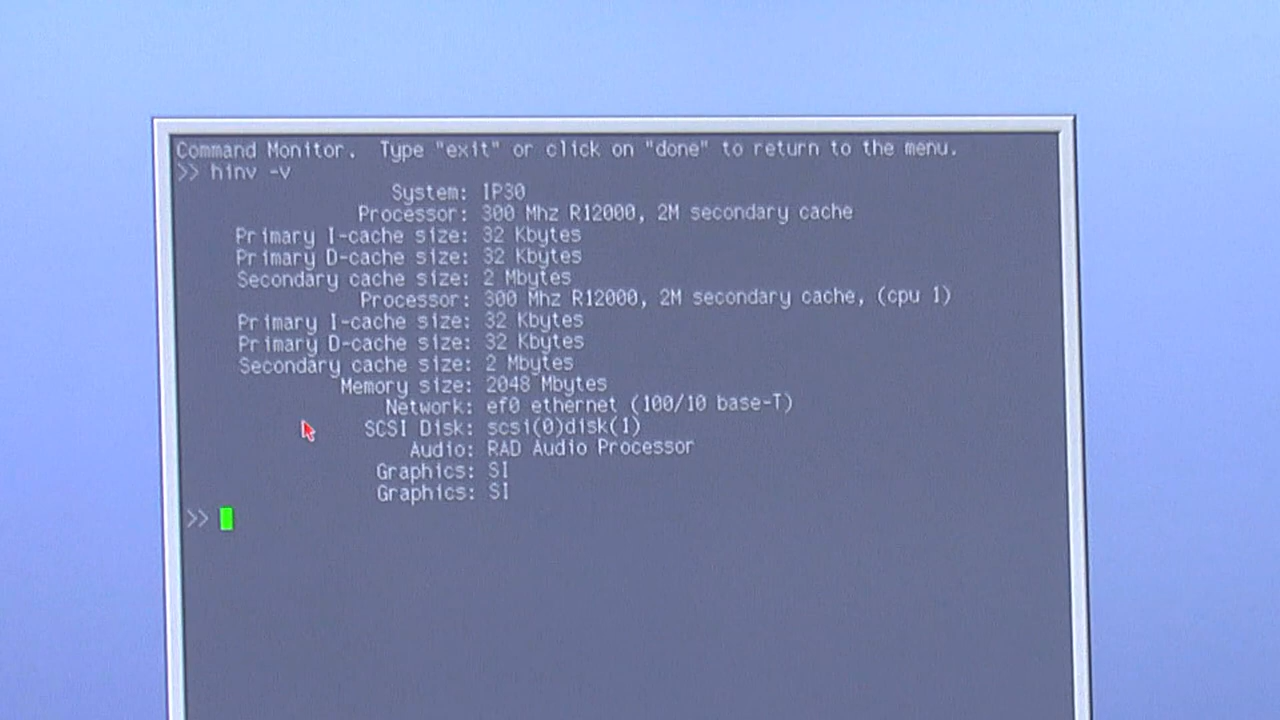 Command Monitor.  Type "exit" or click on "done" to return to the menu.
>> hinv -v
System: IP30
Processor: 300 Mhz R12000, 2M secondary cache
Primary I-cache size: 32 Kbytes
Primary D-cache size: 32 Kbytes
Secondary cache size: 2 Mbytes
Processor: 300 Mhz R12000, 2M secondary cache, (cpu 1)
Primary I-cache size: 32 Kbytes
Primary D-cache size: 32 Kbytes
Secondary cache size: 2 Mbytes
Memory size: 2048 Mbytes
Network: ef0 ethernet (100/10 base-T)
SCSI Disk: scsi(0)disk(1)
Audio: RAD Audio Processor
Graphics: SI
Graphics: SI
>>